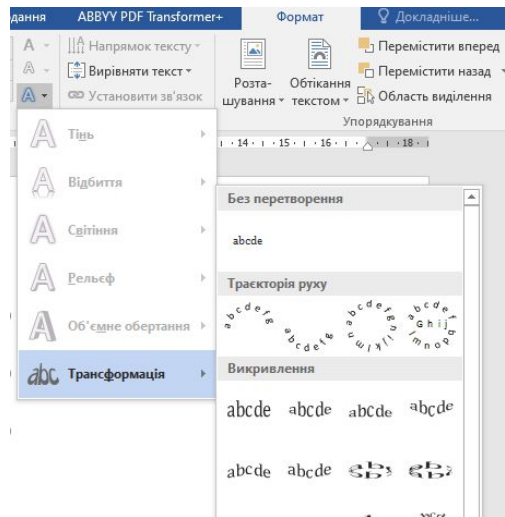 дання ABBYY PDF Transformer+ Формат Докладніше...
A Напрямок тексту Перемістити вперед
A Вирівняти текст Розта- Обтікання Перемістити назад
A Установити зв'язок шування текстом Область виділення
Упорядкування
Тінь
14 15 16 18
Відбиття
Без перетворення
Світіння
abcde
Рельєф
Траєкторія руху
Об'ємне обертання
abc Трансформація
Викривлення
abcde abcde abcde abcde
abcde abcde